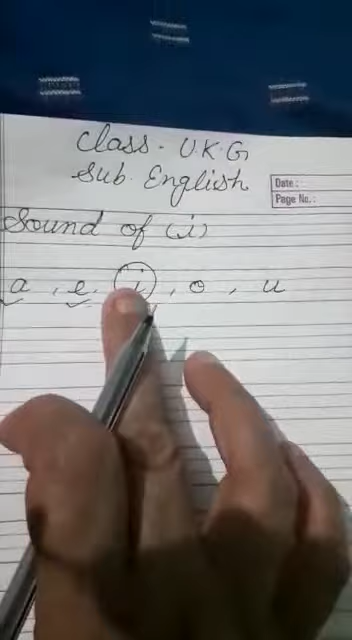 Class - U.K.G,
Sub. English
Date :
Page No. :
Sound of (i)
a , e , i , o , u